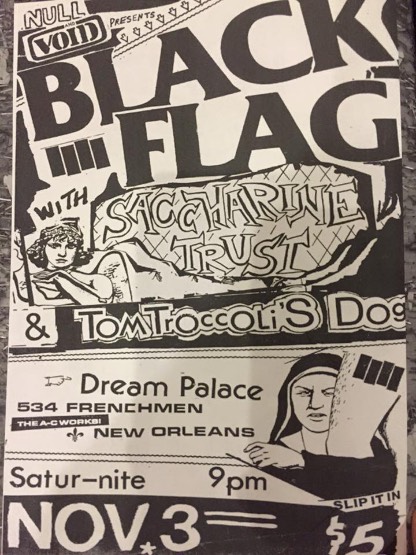 NULL
AND
VOID PRESENTS
BLACK
FLAG
WITH
SACCHARINE
TRUST
& TOM TROCCOLI'S DOG
Dream Palace
534 FRENCHMEN
THE A-C WORKS!
NEW ORLEANS
Satur-nite 9pm
SLIP IT IN
NOV. 3 $5